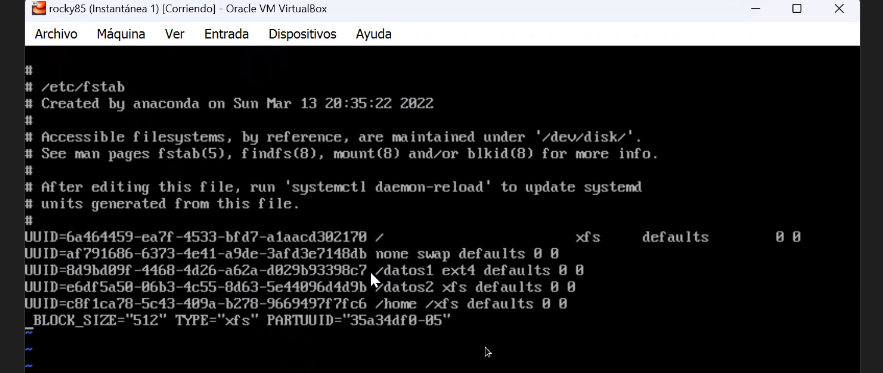 rocky85 (Instantánea 1) [Corriendo] - Oracle VM VirtualBox
Archivo Máquina Ver Entrada Dispositivos Ayuda
#
# /etc/fstab
# Created by anaconda on Sun Mar 13 20:35:22 2022
#
# Accessible filesystems, by reference, are maintained under '/dev/disk/'.
# See man pages fstab(5), findfs(8), mount(8) and/or blkid(8) for more info.
#
# After editing this file, run 'systemctl daemon-reload' to update systemd
# units generated from this file.
#
UUID=6a464459-ea7f-4533-bfd7-a1aacd302170 / xfs defaults 0 0
UUID=af791686-6373-4e41-a9de-3afd3e7148db none swap defaults 0 0
UUID=8d9bd09f-4468-4d26-a62a-d029b93398c7 /datos1 ext4 defaults 0 0
UUID=e6df5a50-06b3-4c55-8d63-5e44096d4d9b /datos2 xfs defaults 0 0
UUID=c8f1ca78-5c43-409a-b278-9669497f7fc6 /home /xfs defaults 0 0
_BLOCK_SIZE="512" TYPE="xfs" PARTUUID="35a34df0-05"
~
~
~